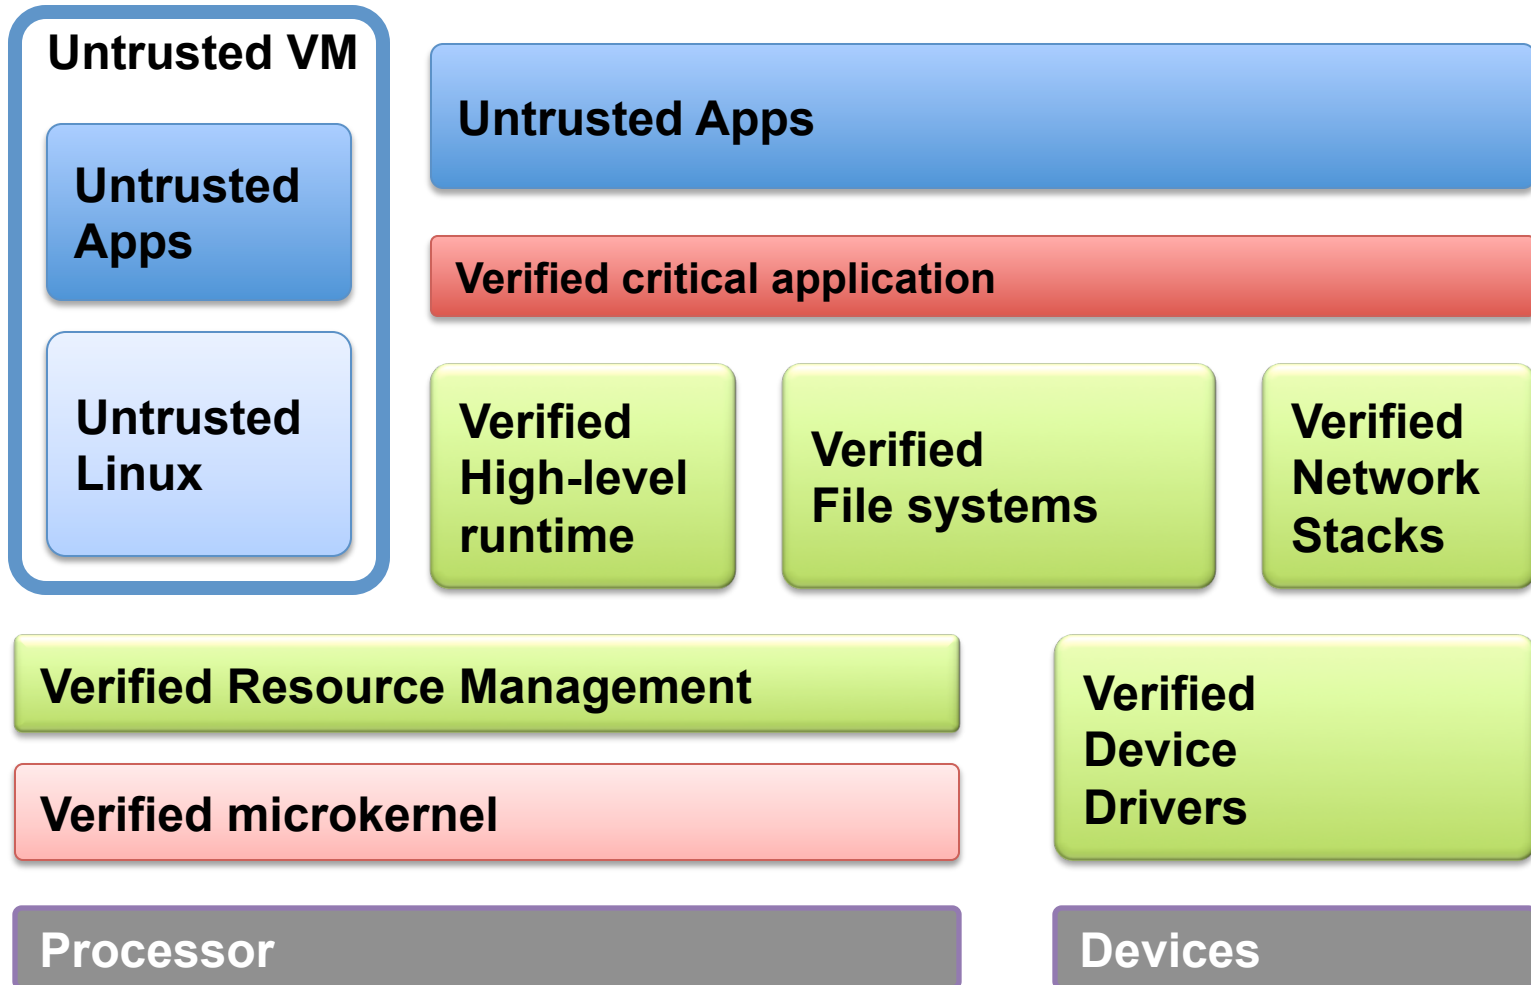 Untrusted VM
Untrusted
Apps
Untrusted
Linux
Untrusted Apps
Verified critical application
Verified
High-level
runtime
Verified
File systems
Verified
Network
Stacks
Verified Resource Management
Verified microkernel
Verified
Device
Drivers
Processor
Devices